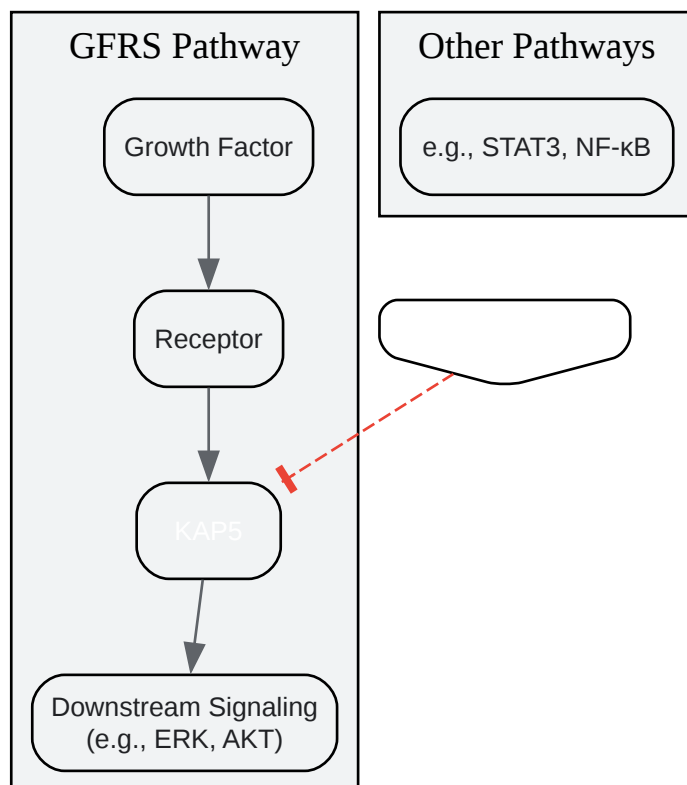 GFRS Pathway
Growth Factor
Receptor
KAP5
Downstream Signaling
(e.g., ERK, AKT)
Other Pathways
e.g., STAT3, NF-κB